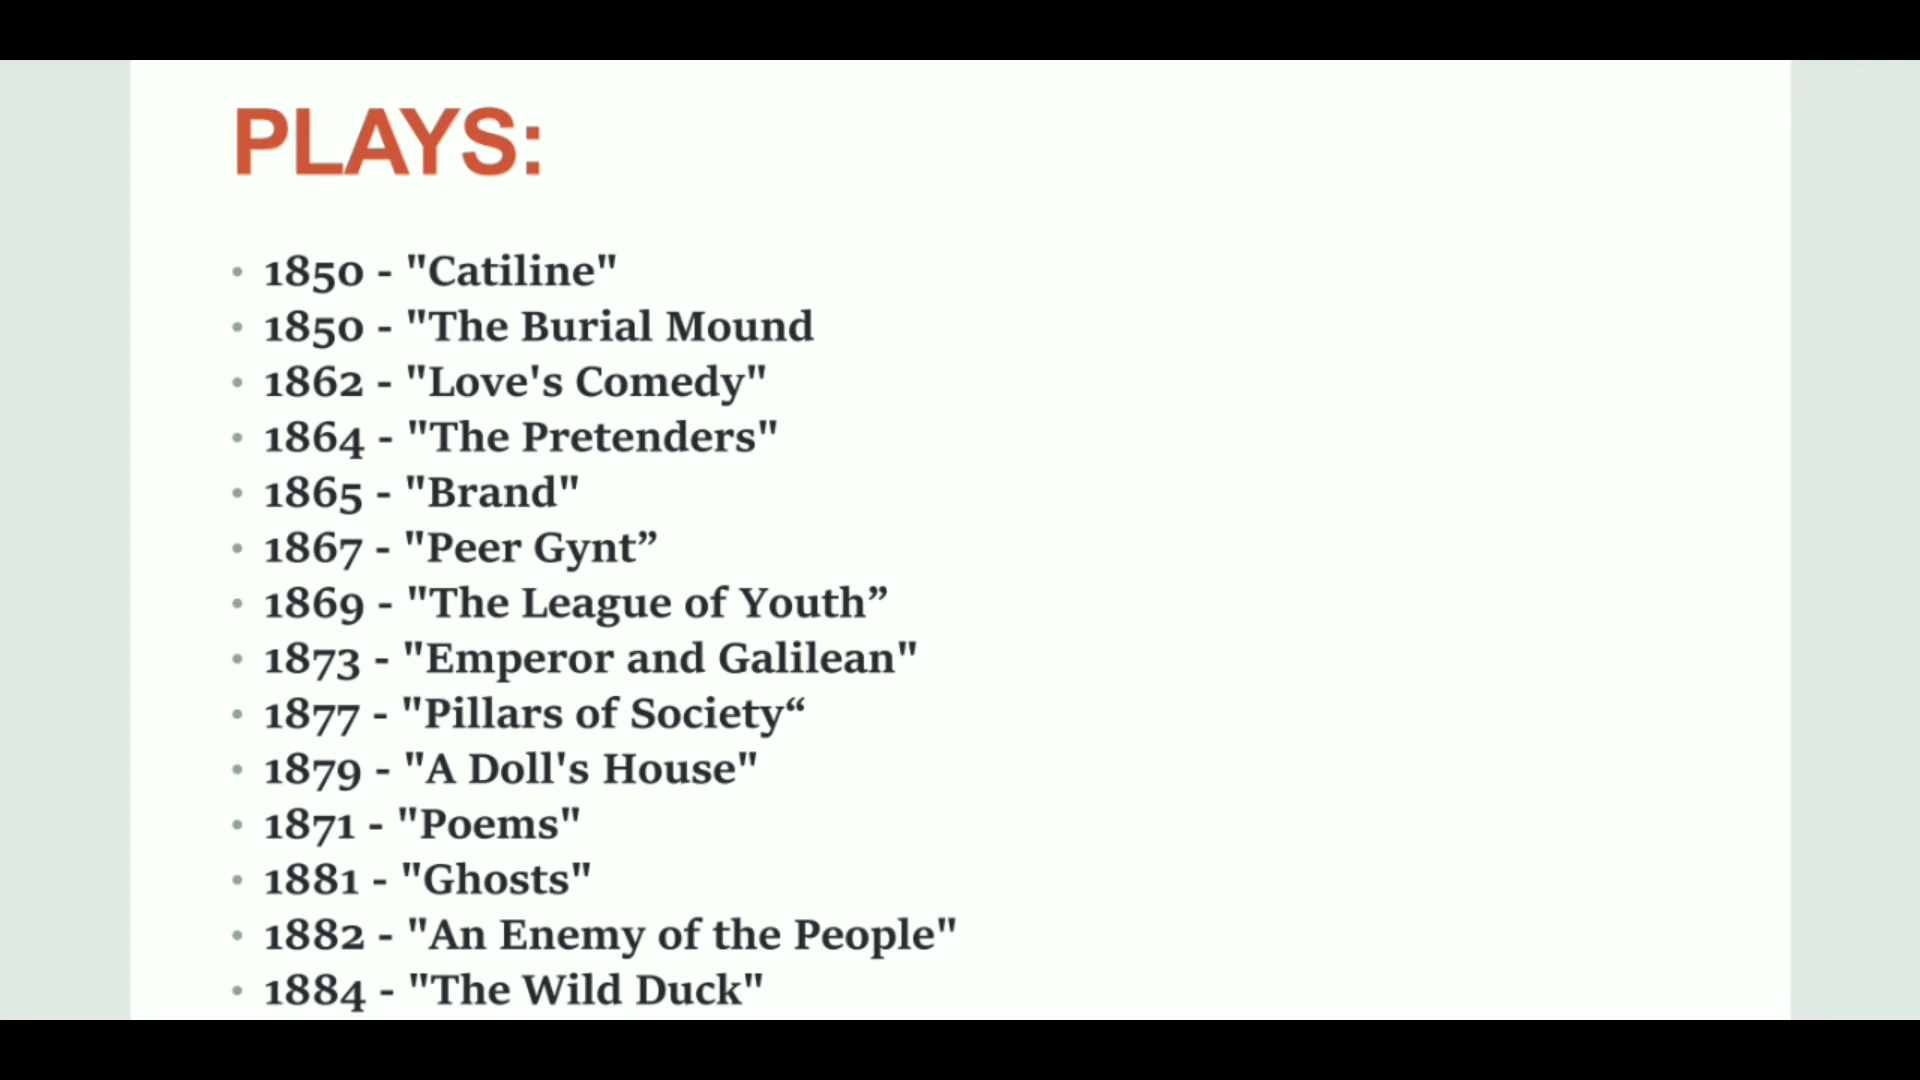 PLAYS:
• 1850 - "Catiline"
• 1850 - "The Burial Mound
• 1862 - "Love's Comedy"
• 1864 - "The Pretenders"
• 1865 - "Brand"
• 1867 - "Peer Gynt”
• 1869 - "The League of Youth”
• 1873 - "Emperor and Galilean"
• 1877 - "Pillars of Society“
• 1879 - "A Doll's House"
• 1871 - "Poems"
• 1881 - "Ghosts"
• 1882 - "An Enemy of the People"
• 1884 - "The Wild Duck"